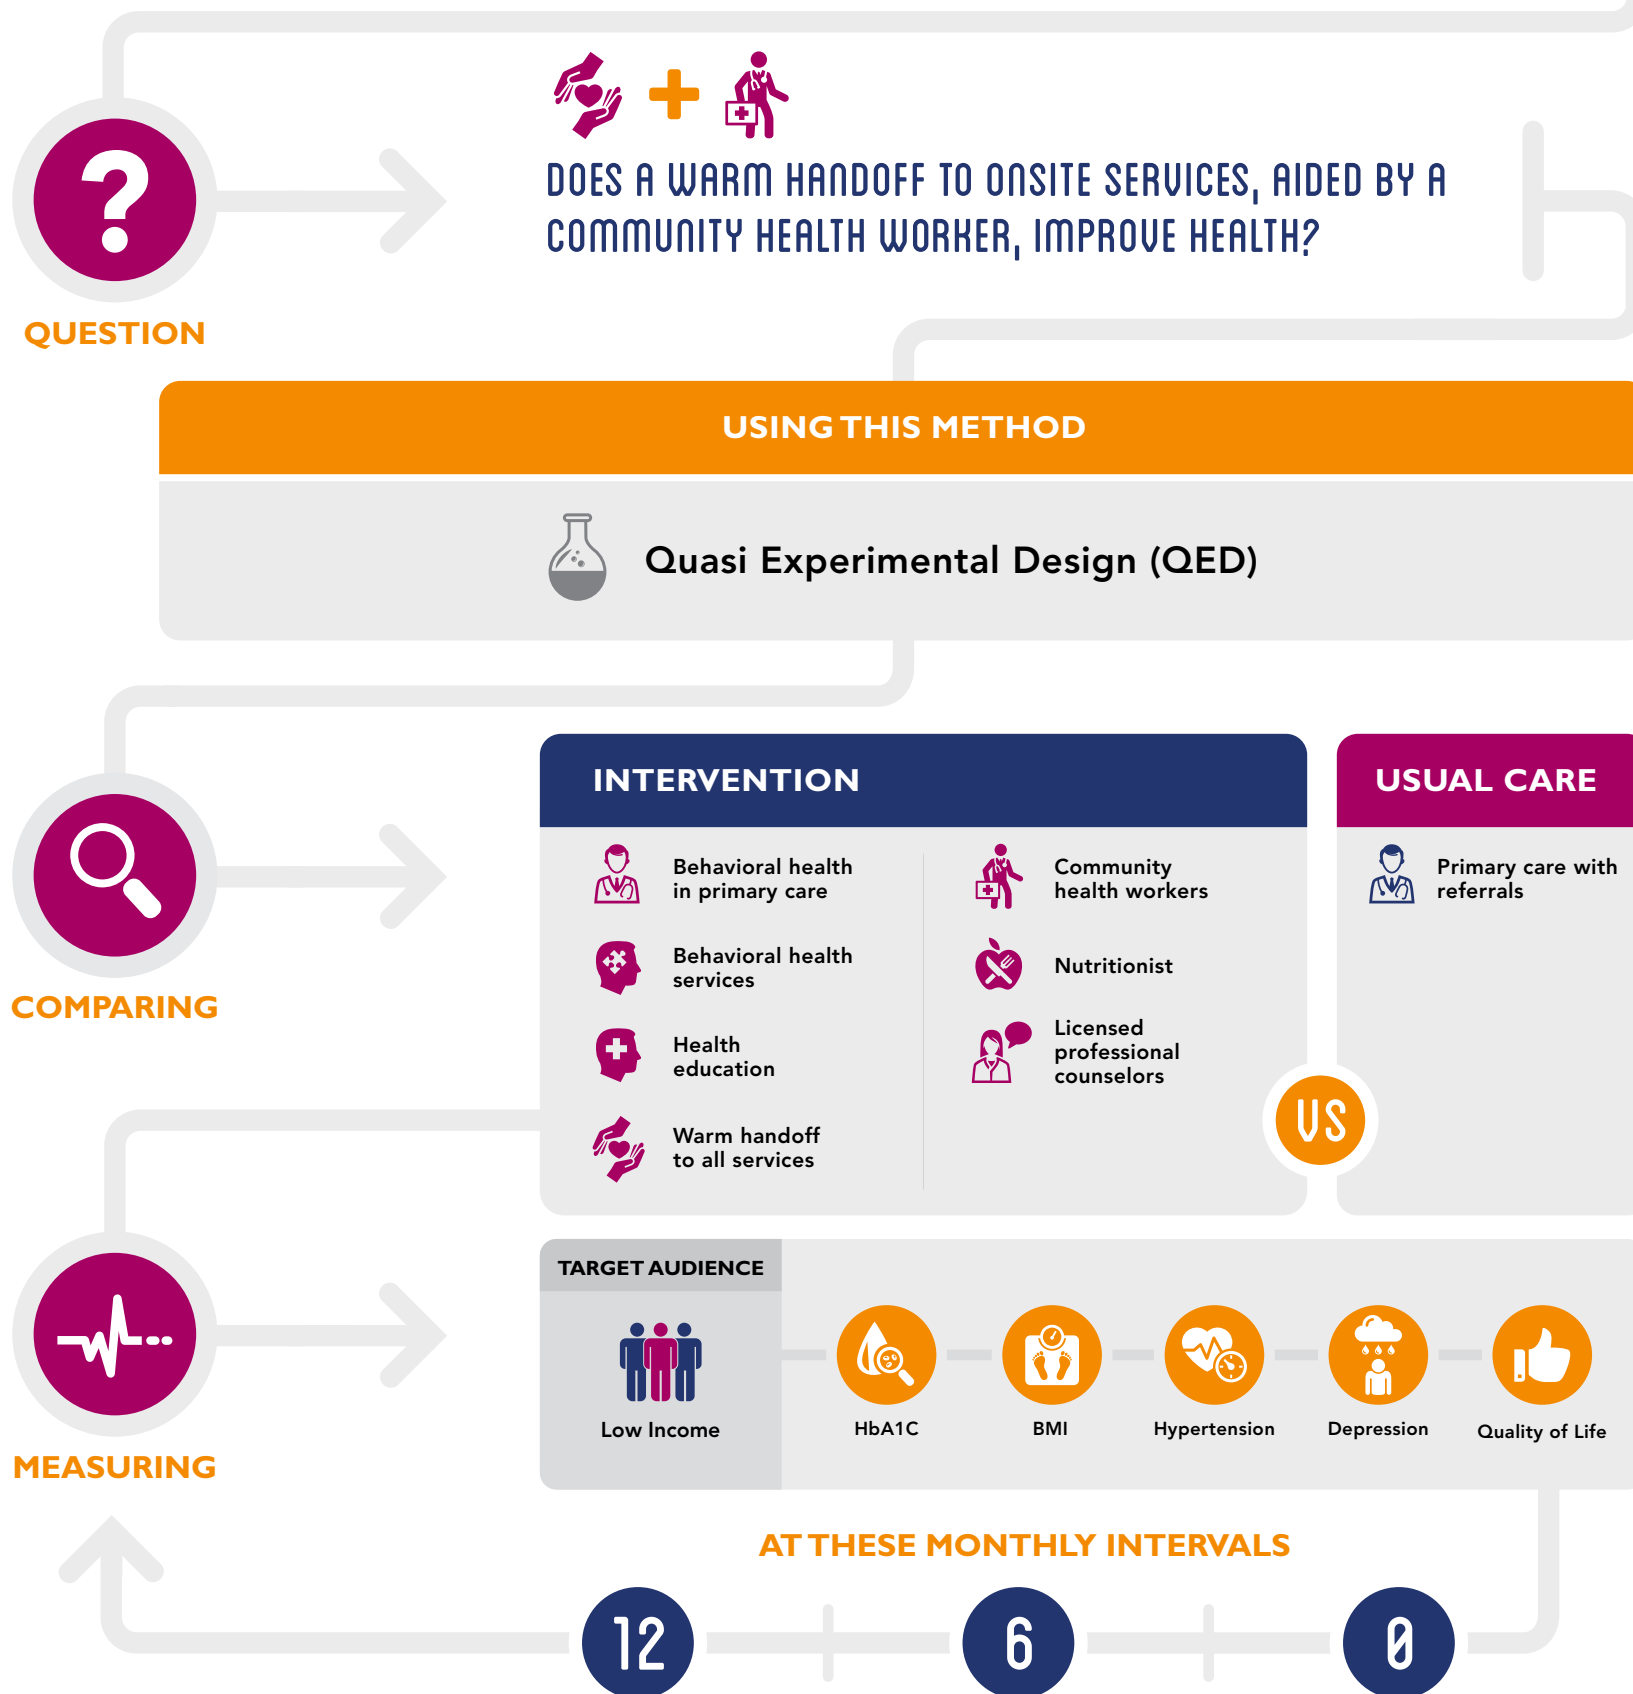 DOES A WARM HANDOFF TO ONSITE SERVICES, AIDED BY A
COMMUNITY HEALTH WORKER, IMPROVE HEALTH?
QUESTION
USING THIS METHOD
Quasi Experimental Design (QED)
COMPARING
INTERVENTION
Behavioral health
in primary care
Behavioral health
services
Health
education
Warm handoff
to all services
Community
health workers
Nutritionist
Licensed
professional
counselors
VS
USUAL CARE
Primary care with
referrals
MEASURING
TARGET AUDIENCE
Low Income
HbA1C
BMI
Hypertension
Depression
Quality of Life
AT THESE MONTHLY INTERVALS
12
6
0